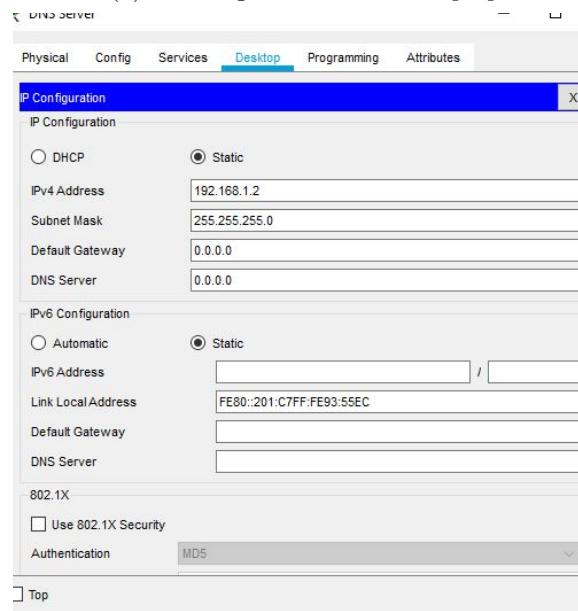 DNS Server
Physical Config Services Desktop Programming Attributes
IP Configuration X
IP Configuration
DHCP Static
IPv4 Address 192.168.1.2
Subnet Mask 255.255.255.0
Default Gateway 0.0.0.0
DNS Server 0.0.0.0
IPv6 Configuration
Automatic Static
IPv6 Address /
Link Local Address FE80::201:C7FF:FE93:55EC
Default Gateway
DNS Server
802.1X
Use 802.1X Security
Authentication MD5
Top